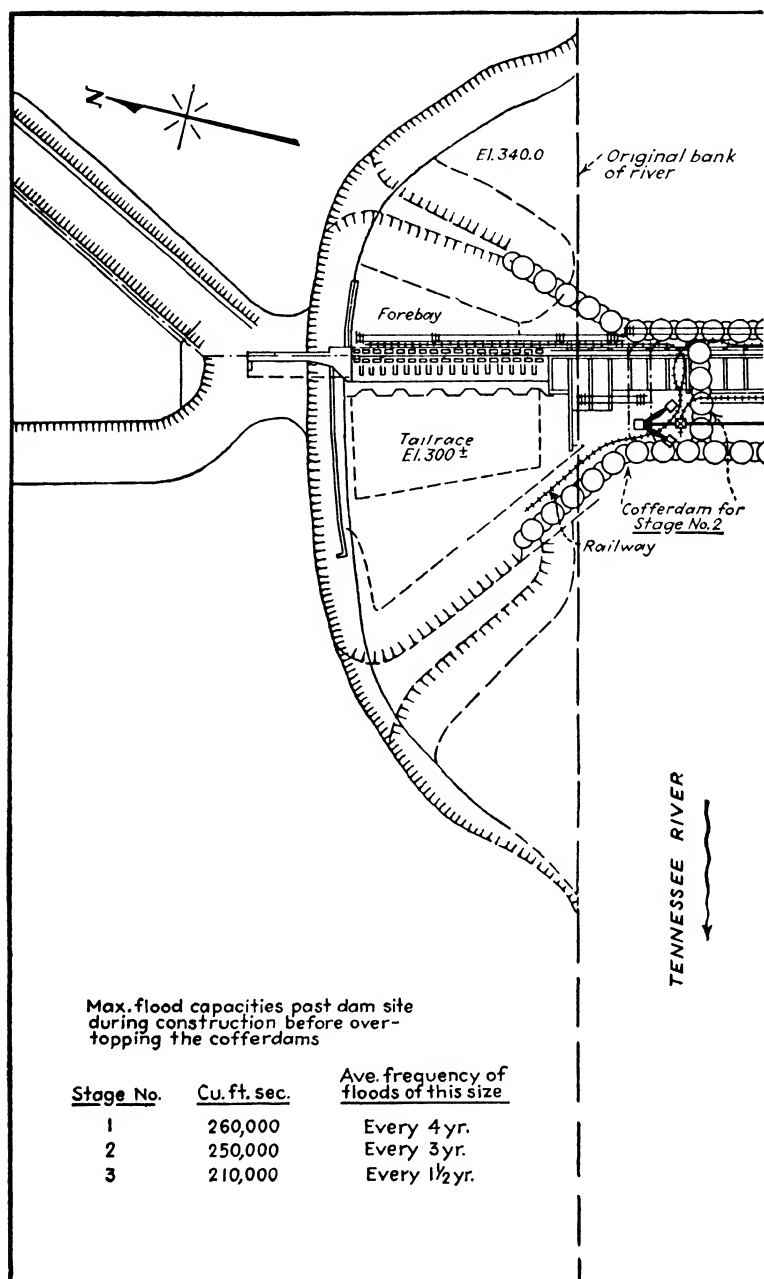 N
El.340.0
Original bank
of river
Forebay
Tailrace
El.300±
Cofferdam for
Stage No.2
Railway
TENNESSEE RIVER
Max. flood capacities past dam site
during construction before over-
topping the cofferdams
Stage No. Cu. ft. sec. Ave. frequency of
floods of this size
1 260,000 Every 4 yr.
2 250,000 Every 3 yr.
3 210,000 Every 1½ yr.